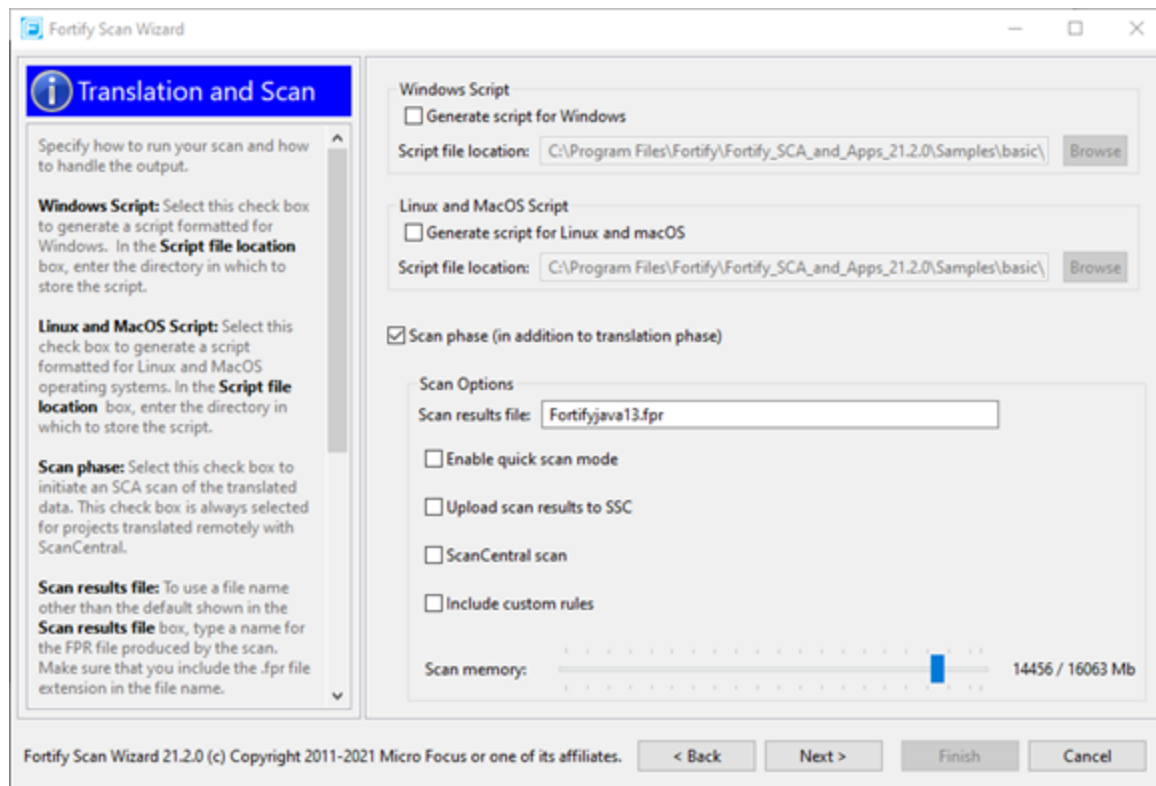 Fortify Scan Wizard
Translation and Scan
Specify how to run your scan and how
to handle the output.
Windows Script: Select this check box
to generate a script formatted for
Windows. In the Script file location
box, enter the directory in which to
store the script.
Linux and MacOS Script: Select this
check box to generate a script
formatted for Linux and MacOS
operating systems. In the Script file
location box, enter the directory in
which to store the script.
Scan phase: Select this check box to
initiate an SCA scan of the translated
data. This check box is always selected
for projects translated remotely with
ScanCentral.
Scan results file: To use a file name
other than the default shown in the
Scan results file box, type a name for
the FPR file produced by the scan.
Make sure that you include the .fpr file
extension in the file name.
Windows Script
Generate script for Windows
Script file location: C:\Program Files\Fortify\Fortify_SCA_and_Apps_21.2.0\Samples\basic\ Browse
Linux and MacOS Script
Generate script for Linux and macOS
Script file location: C:\Program Files\Fortify\Fortify_SCA_and_Apps_21.2.0\Samples\basic\ Browse
Scan phase (in addition to translation phase)
Scan Options
Scan results file: Fortifyjava13.fpr
Enable quick scan mode
Upload scan results to SSC
ScanCentral scan
Include custom rules
Scan memory: 14456 / 16063 Mb
Fortify Scan Wizard 21.2.0 (c) Copyright 2011-2021 Micro Focus or one of its affiliates. < Back Next > Finish Cancel